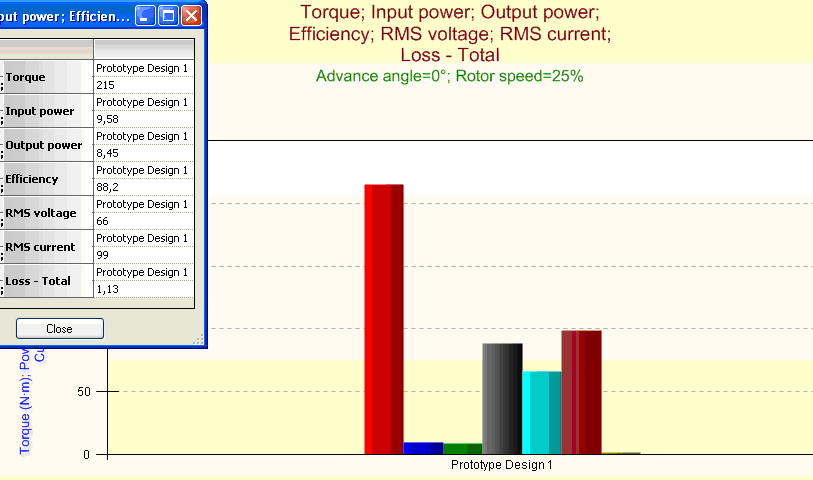 out power; Efficien...
Torque; Input power; Output power;
Efficiency; RMS voltage; RMS current;
Loss - Total
Advance angle=0°; Rotor speed=25%
Torque
Prototype Design 1
215
; Input power
Prototype Design 1
9,58
; Output power
Prototype Design 1
8,45
; Efficiency
Prototype Design 1
88,2
; RMS voltage
Prototype Design 1
66
; RMS current
Prototype Design 1
99
; Loss - Total
Prototype Design 1
1,13
Close
Torque (N·m); Pow
Cu
50
0
Prototype Design 1